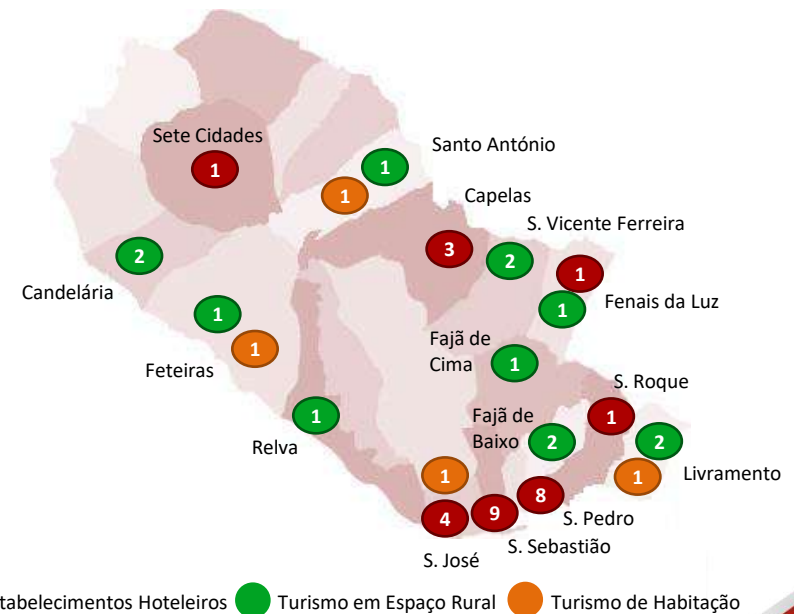 Sete Cidades
1
Santo António
1
1
Capelas
3
S. Vicente Ferreira
2
1
Fenais da Luz
1
2
Candelária
1
1
Feteiras
Fajã de
Cima
1
S. Roque
1
1
Relva
Fajã de
Baixo
2
2
Livramento
1
1
4
9
8
S. Pedro
S. Sebastião
S. José
tabelecimentos Hoteleiros
Turismo em Espaço Rural
Turismo de Habitação